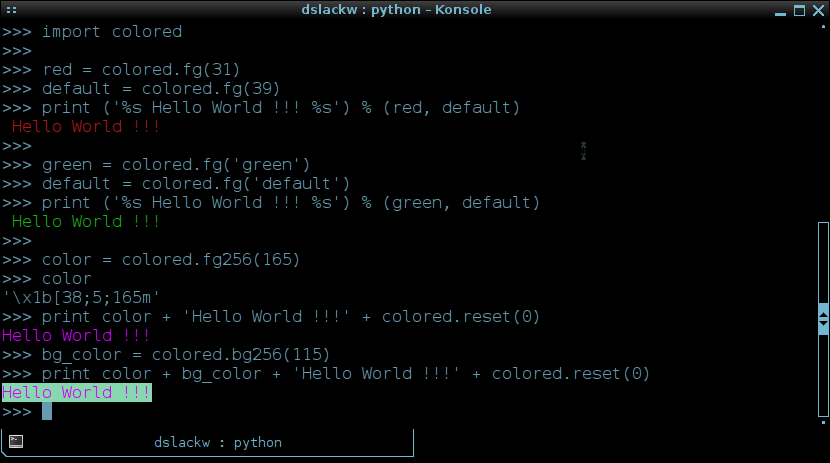 dslackw : python – Konsole
>>> import colored
>>>
>>> red = colored.fg(31)
>>> default = colored.fg(39)
>>> print ('%s Hello World !!! %s') % (red, default)
 Hello World !!!
>>>
>>> green = colored.fg('green')
>>> default = colored.fg('default')
>>> print ('%s Hello World !!! %s') % (green, default)
 Hello World !!!
>>>
>>> color = colored.fg256(165)
>>> color
'\x1b[38;5;165m'
>>> print color + 'Hello World !!!' + colored.reset(0)
Hello World !!!
>>> bg_color = colored.bg256(115)
>>> print color + bg_color + 'Hello World !!!' + colored.reset(0)
Hello World !!!
>>>
dslackw : python